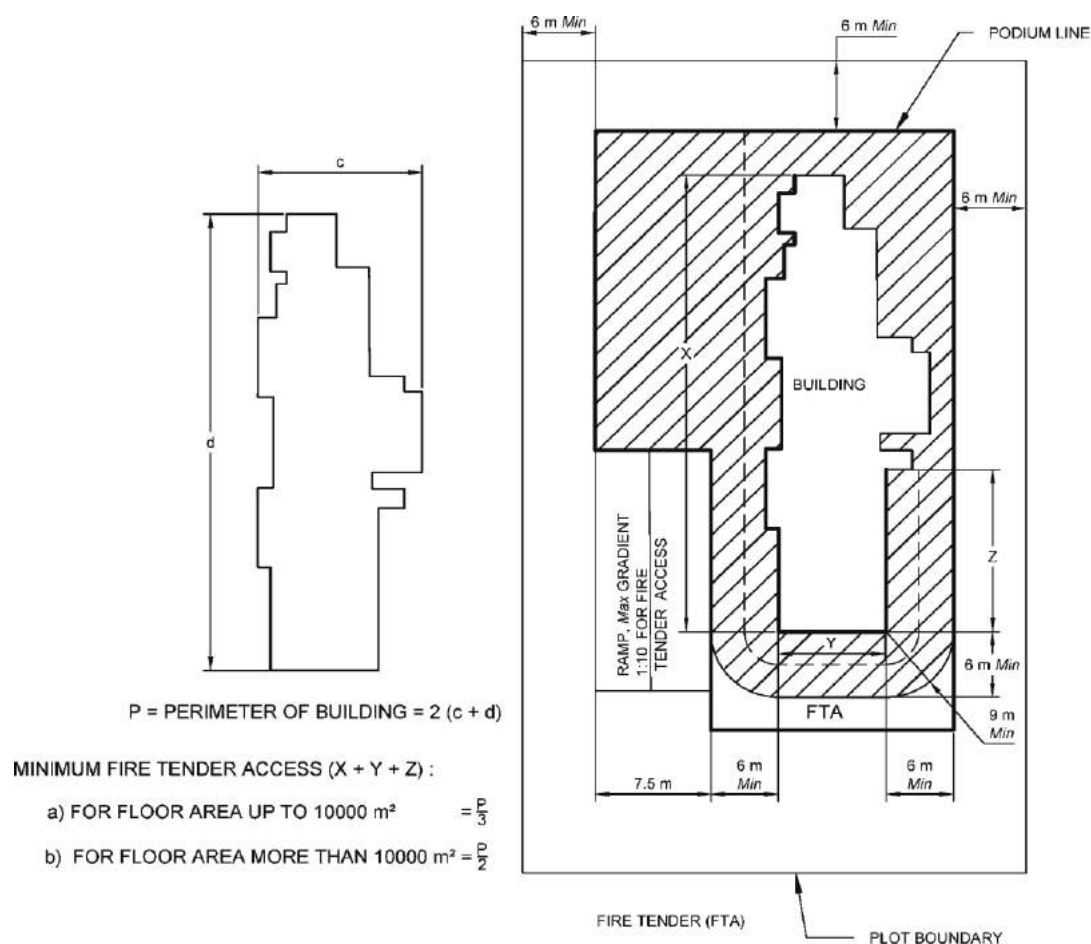 6 m Min
6 m Min
PODIUM LINE
c
6 m Min
d
X
BUILDING
RAMP, Max GRADIENT
1:10 FOR FIRE
TENDER ACCESS
Z
Y
6 m Min
FTA
9 m
Min
7.5 m
6 m
Min
6 m
Min
P = PERIMETER OF BUILDING = 2 (c + d)
MINIMUM FIRE TENDER ACCESS (X + Y + Z) :
a) FOR FLOOR AREA UP TO 10000 m² = P/3
b) FOR FLOOR AREA MORE THAN 10000 m² = P/2
FIRE TENDER (FTA)
PLOT BOUNDARY